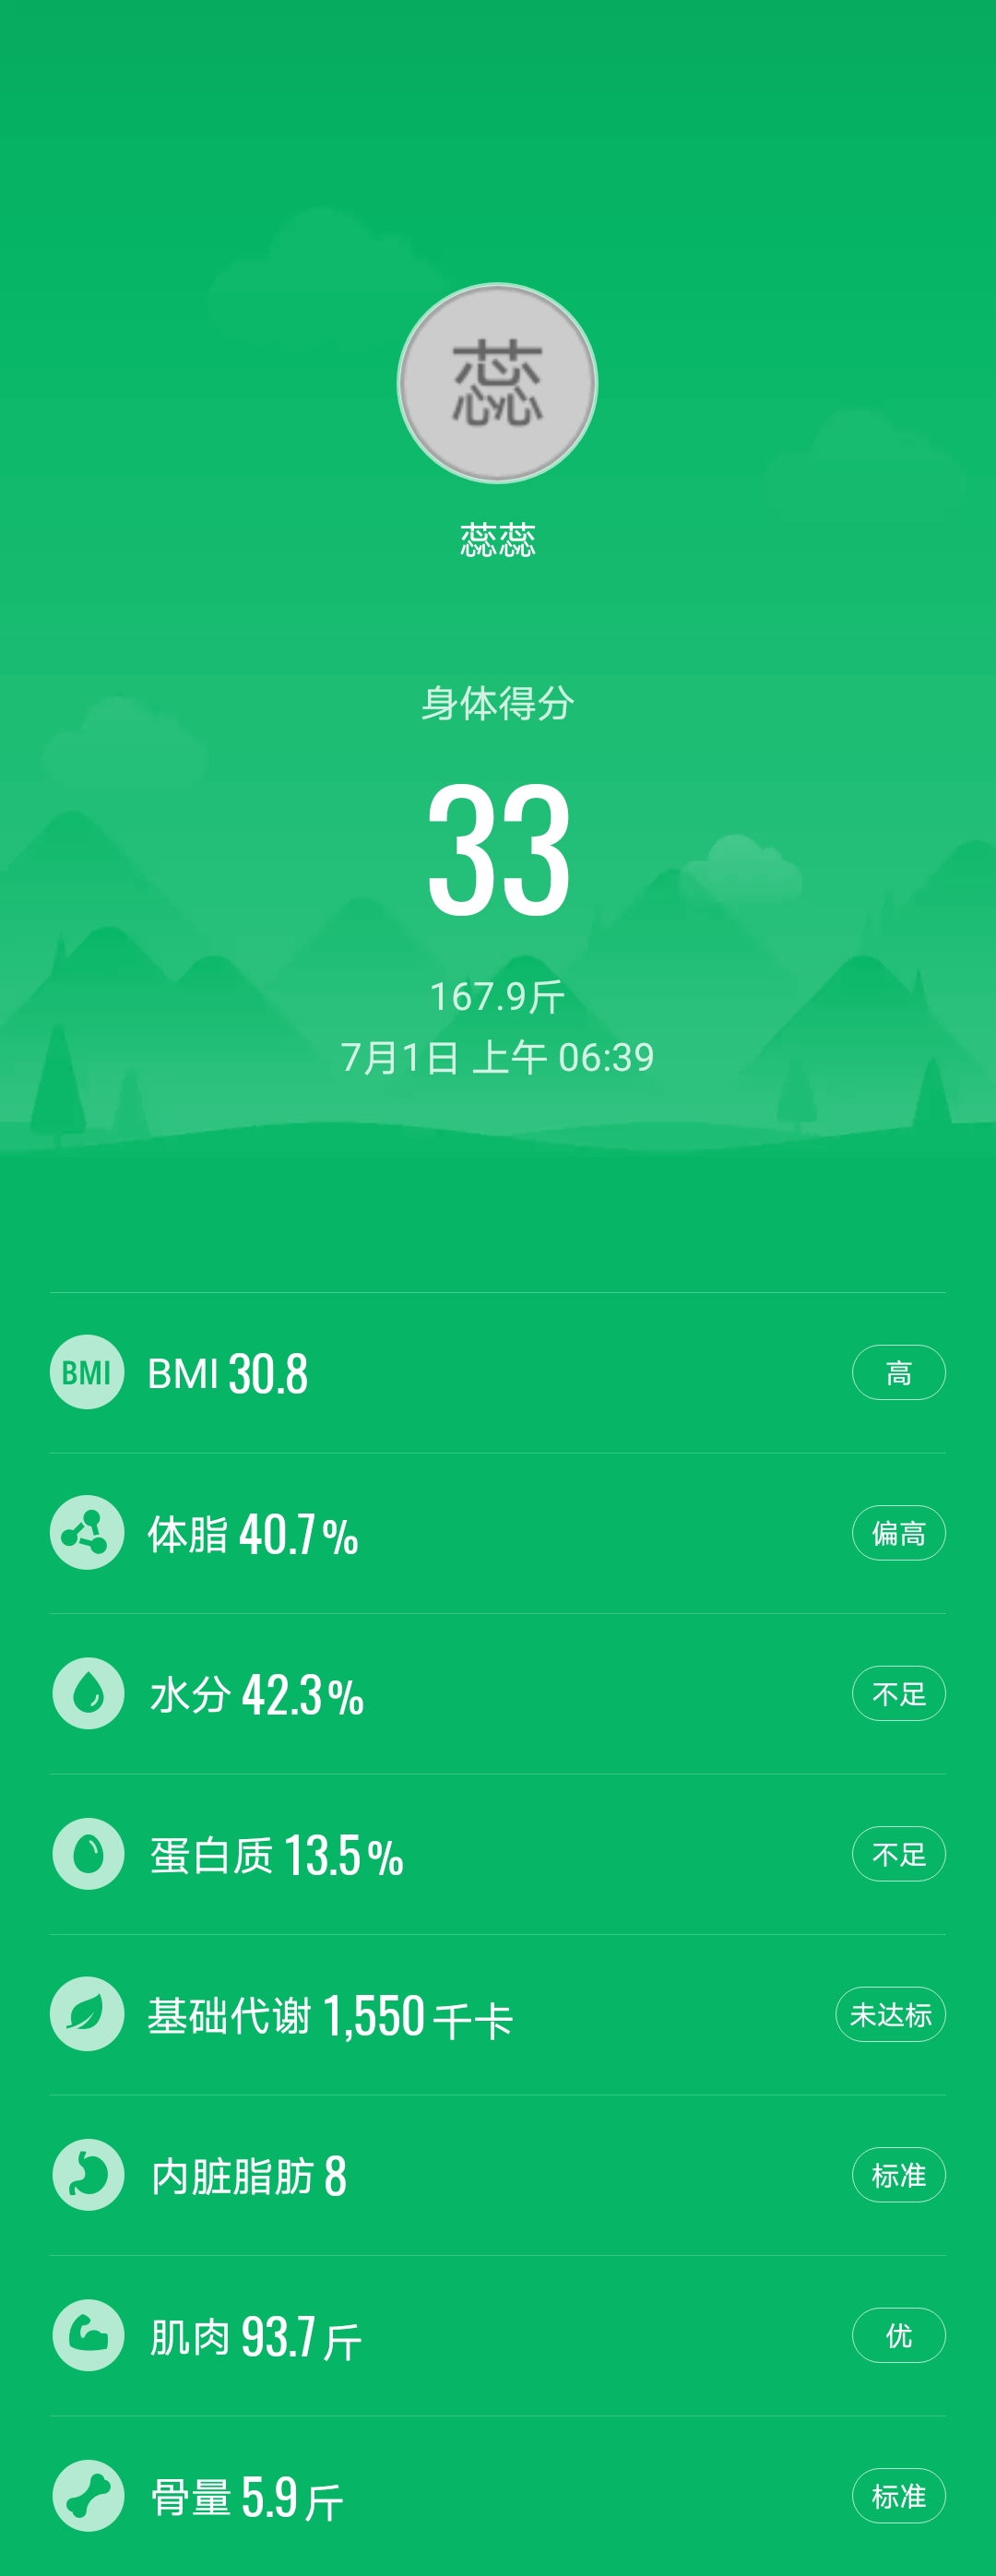 蕊
蕊蕊
身体得分
33
167.9斤
7月1日 上午 06:39
BMI BMI 30.8 高
体脂 40.7% 偏高
水分 42.3% 不足
蛋白质 13.5% 不足
基础代谢 1,550千卡 未达标
内脏脂肪 8 标准
肌肉 93.7斤 优
骨量 5.9斤 标准